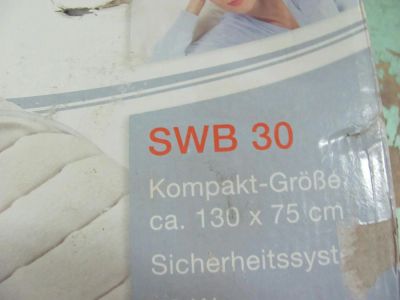 SWB 30
Kompakt-Größe
ca. 130 x 75 cm
Sicherheitssyst